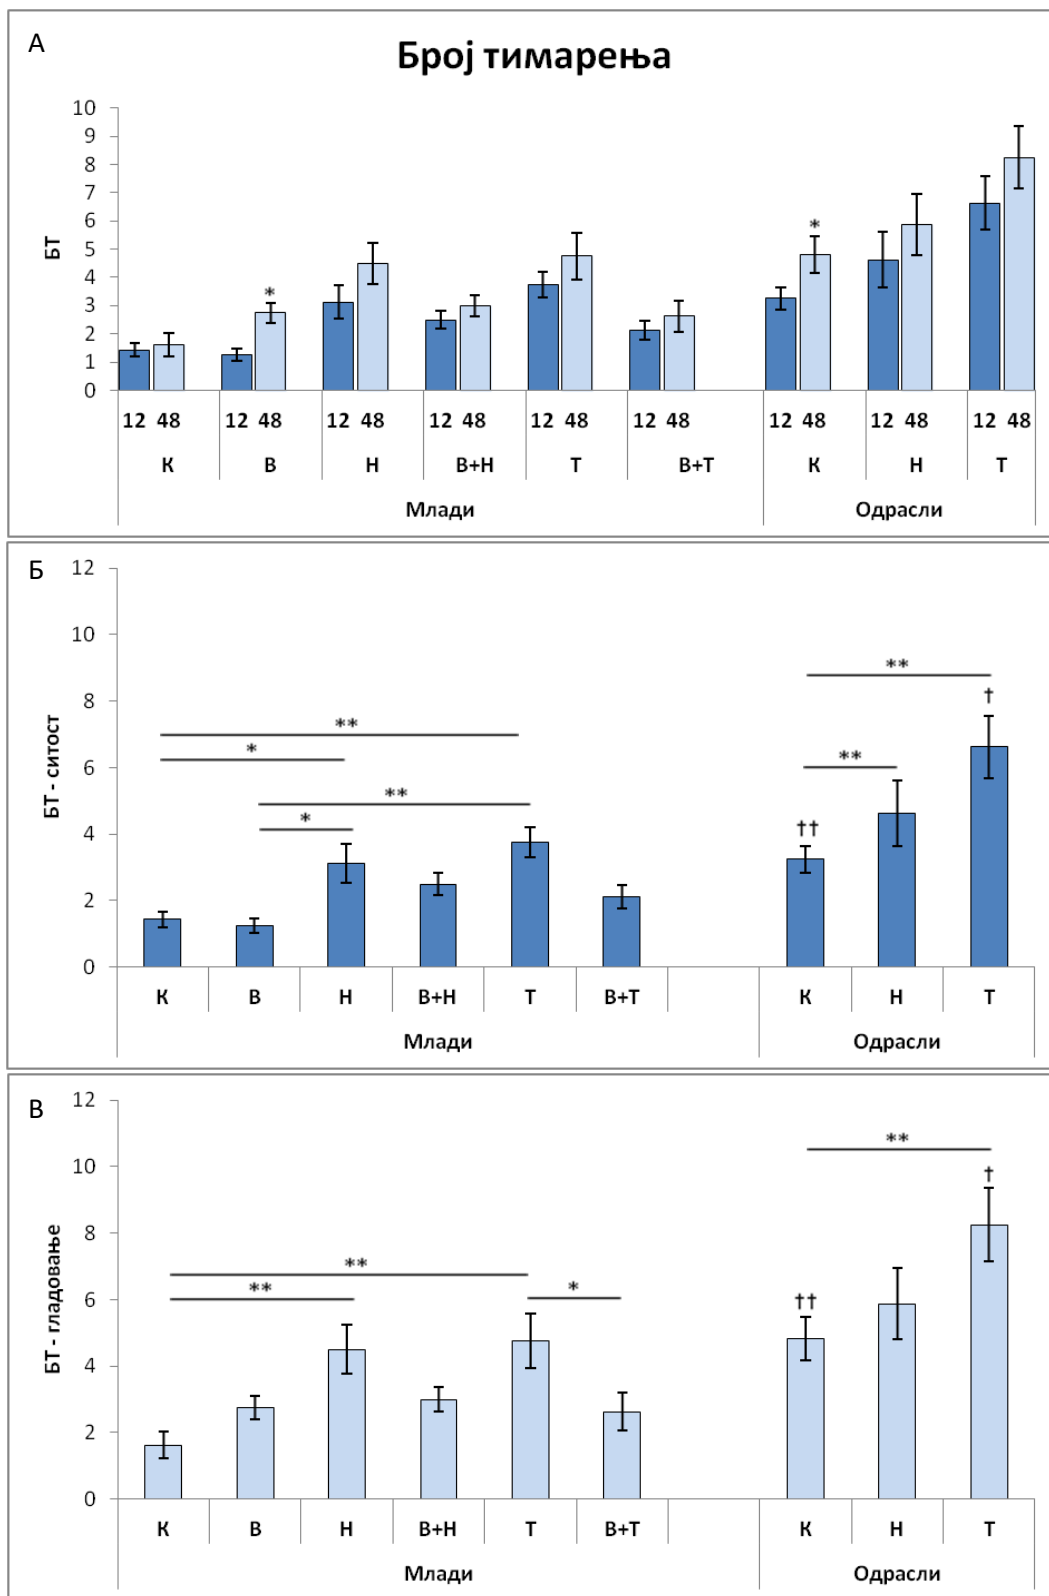 А
Број тимарења
БТ
10
9
8
7
6
5
4
3
2
1
0
*
*
12 48 12 48 12 48 12 48 12 48 12 48 12 48 12 48 12 48
К В Н В+Н Т В+Т К Н Т
Млади Одрасли
Б
БТ - ситост
12
10
8
6
4
2
0
**
*
**
*
**
**
††
†
К В Н В+Н Т В+Т К Н Т
Млади Одрасли
В
БТ - гладовање
12
10
8
6
4
2
0
**
**
*
**
††
†
К В Н В+Н Т В+Т К Н Т
Млади Одрасли